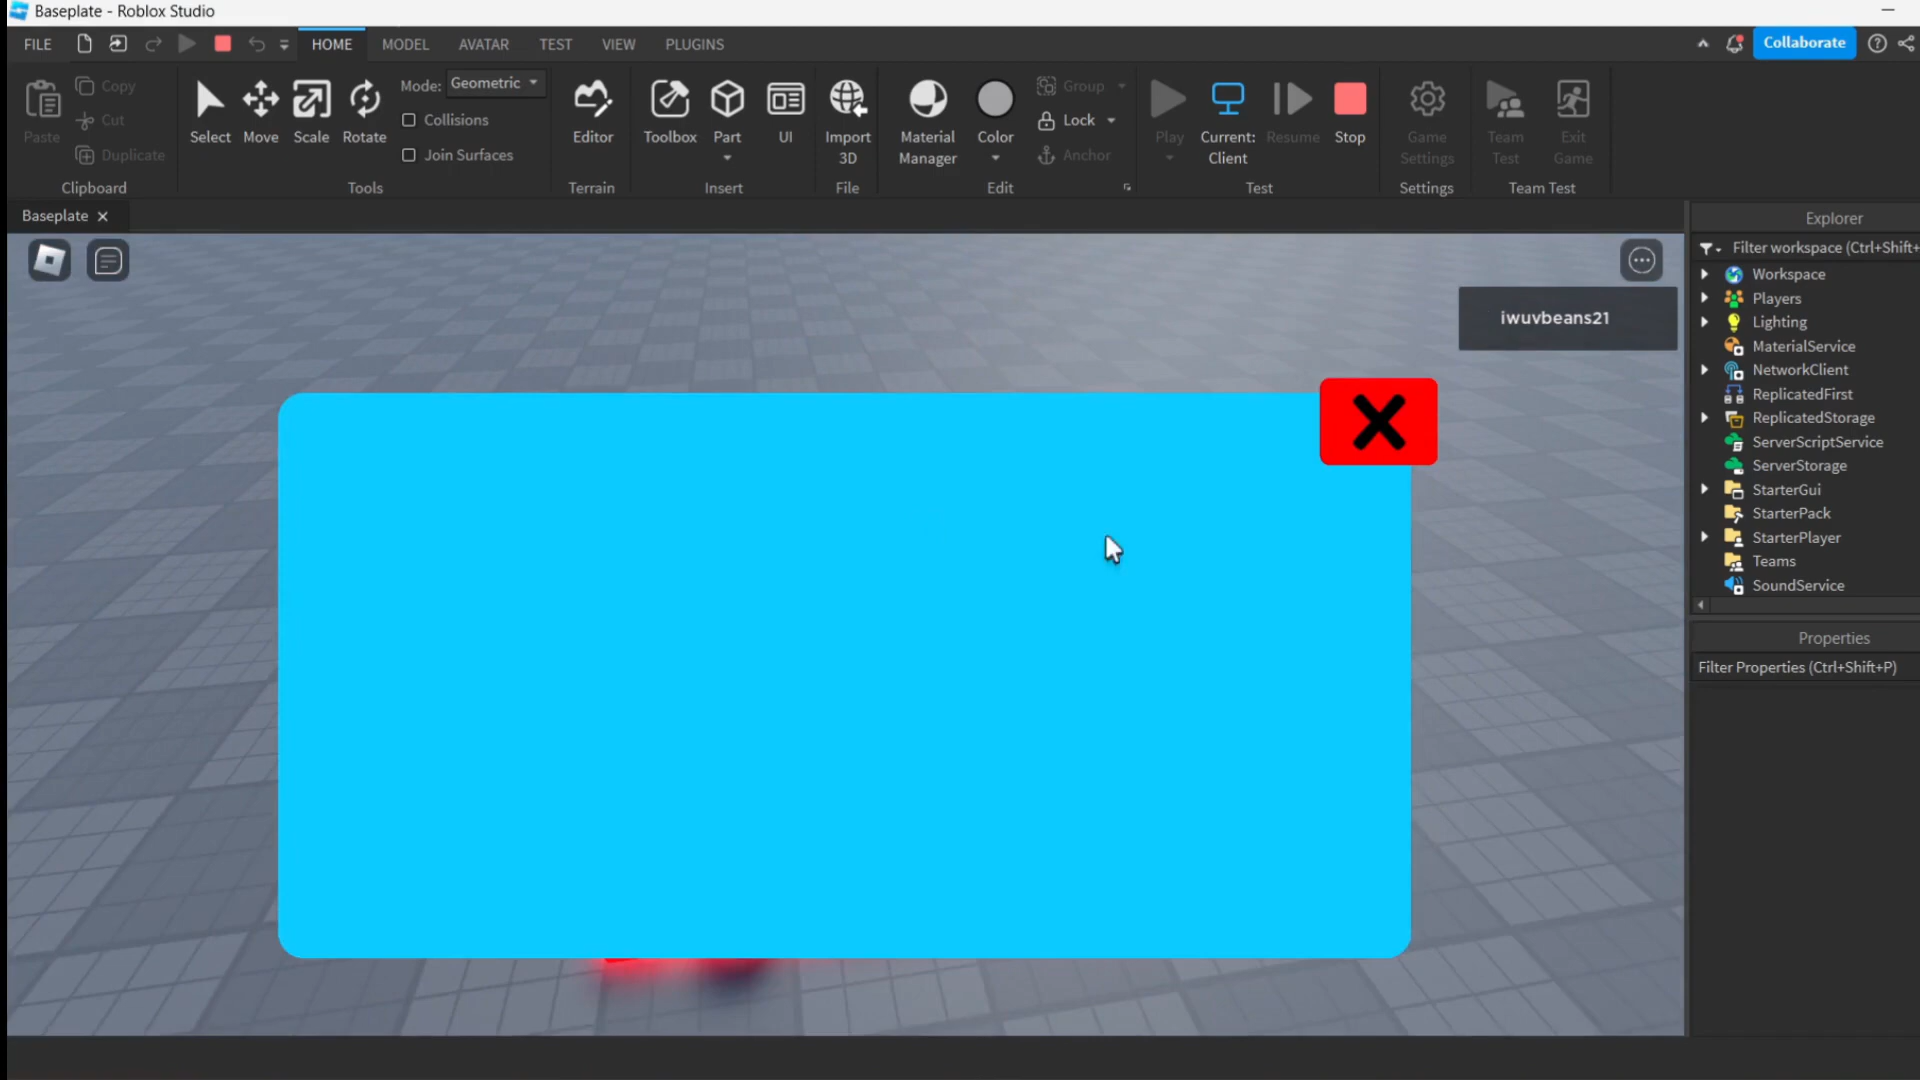 Baseplate - Roblox Studio
FILE HOME MODEL AVATAR TEST VIEW PLUGINS Collaborate
Paste Copy Cut Duplicate Clipboard
Select Move Scale Rotate Mode: Geometric Collisions Join Surfaces Tools
Editor Terrain
Toolbox Part UI Insert
Import 3D File
Material Manager Color Group Lock Anchor Edit
Play Current: Client Resume Stop Test
Game Settings Settings
Team Test Exit Game Team Test
Baseplate
iwuvbeans21
Explorer
Filter workspace (Ctrl+Shift+
Workspace
Players
Lighting
MaterialService
NetworkClient
ReplicatedFirst
ReplicatedStorage
ServerScriptService
ServerStorage
StarterGui
StarterPack
StarterPlayer
Teams
SoundService
Properties
Filter Properties (Ctrl+Shift+P)